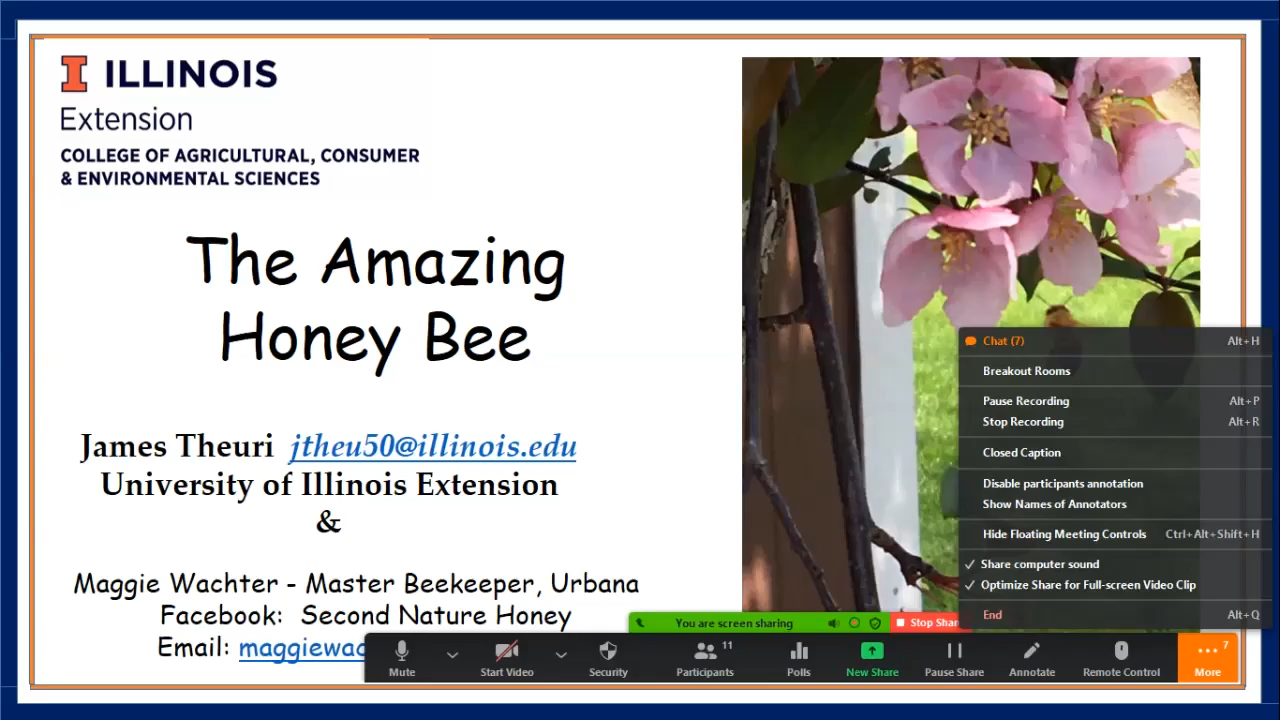 ILLINOIS
Extension
COLLEGE OF AGRICULTURAL, CONSUMER
& ENVIRONMENTAL SCIENCES
The Amazing
Honey Bee
James Theuri jtheu50@illinois.edu
University of Illinois Extension
&
Maggie Wachter - Master Beekeeper, Urbana
Facebook: Second Nature Honey
Email:
Chat (7) Alt+H
Breakout Rooms
Pause Recording Alt+P
Stop Recording Alt+R
Closed Caption
Disable participants annotation
Show Names of Annotators
Hide Floating Meeting Controls Ctrl+Alt+Shift+H
Share computer sound
Optimize Share for Full-screen Video Clip
End Alt+Q
You are screen sharing
Stop
Mute
Start Video
Security
Participants 11
Polls
New Share
Pause Share
Annotate
Remote Control
More 7